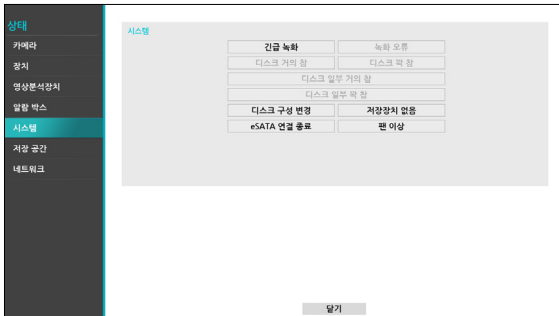 상태
카메라
장치
영상분석장치
알람 박스
시스템
저장 공간
네트워크
시스템
긴급 녹화 녹화 오류
디스크 거의 참 디스크 꽉 참
디스크 일부 거의 참
디스크 일부 꽉 참
디스크 구성 변경 저장장치 없음
eSATA 연결 종료 팬 이상
닫기